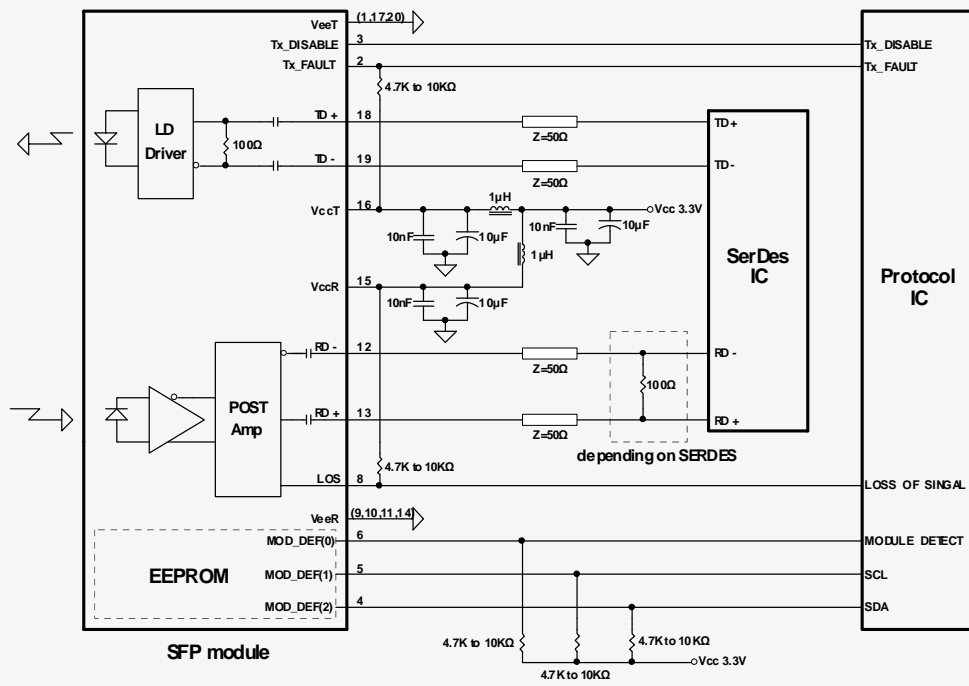 VeeT (1,17,20)
Tx_DISABLE 3 Tx_DISABLE
Tx_FAULT 2 Tx_FAULT
4.7K to 10KΩ
LD
Driver
100Ω
TD+ 18 TD+
Z=50Ω
TD- 19 TD-
Z=50Ω
VccT 16
1µH
Vcc 3.3V
10nF 10µF
10nF 10µF
1µH
SerDes
IC
Protocol
IC
VccR 15
10nF 10µF
RD- 12 RD-
Z=50Ω
100Ω
POST
Amp
RD+ 13 RD+
Z=50Ω
depending on SERDES
4.7K to 10KΩ
LOS 8 LOSS OF SINGAL
VeeR (9,10,11,14)
MOD_DEF(0) 6 MODULE DETECT
EEPROM
MOD_DEF(1) 5 SCL
MOD_DEF(2) 4 SDA
4.7K to 10KΩ
4.7K to 10KΩ
4.7K to 10KΩ
Vcc 3.3V
SFP module